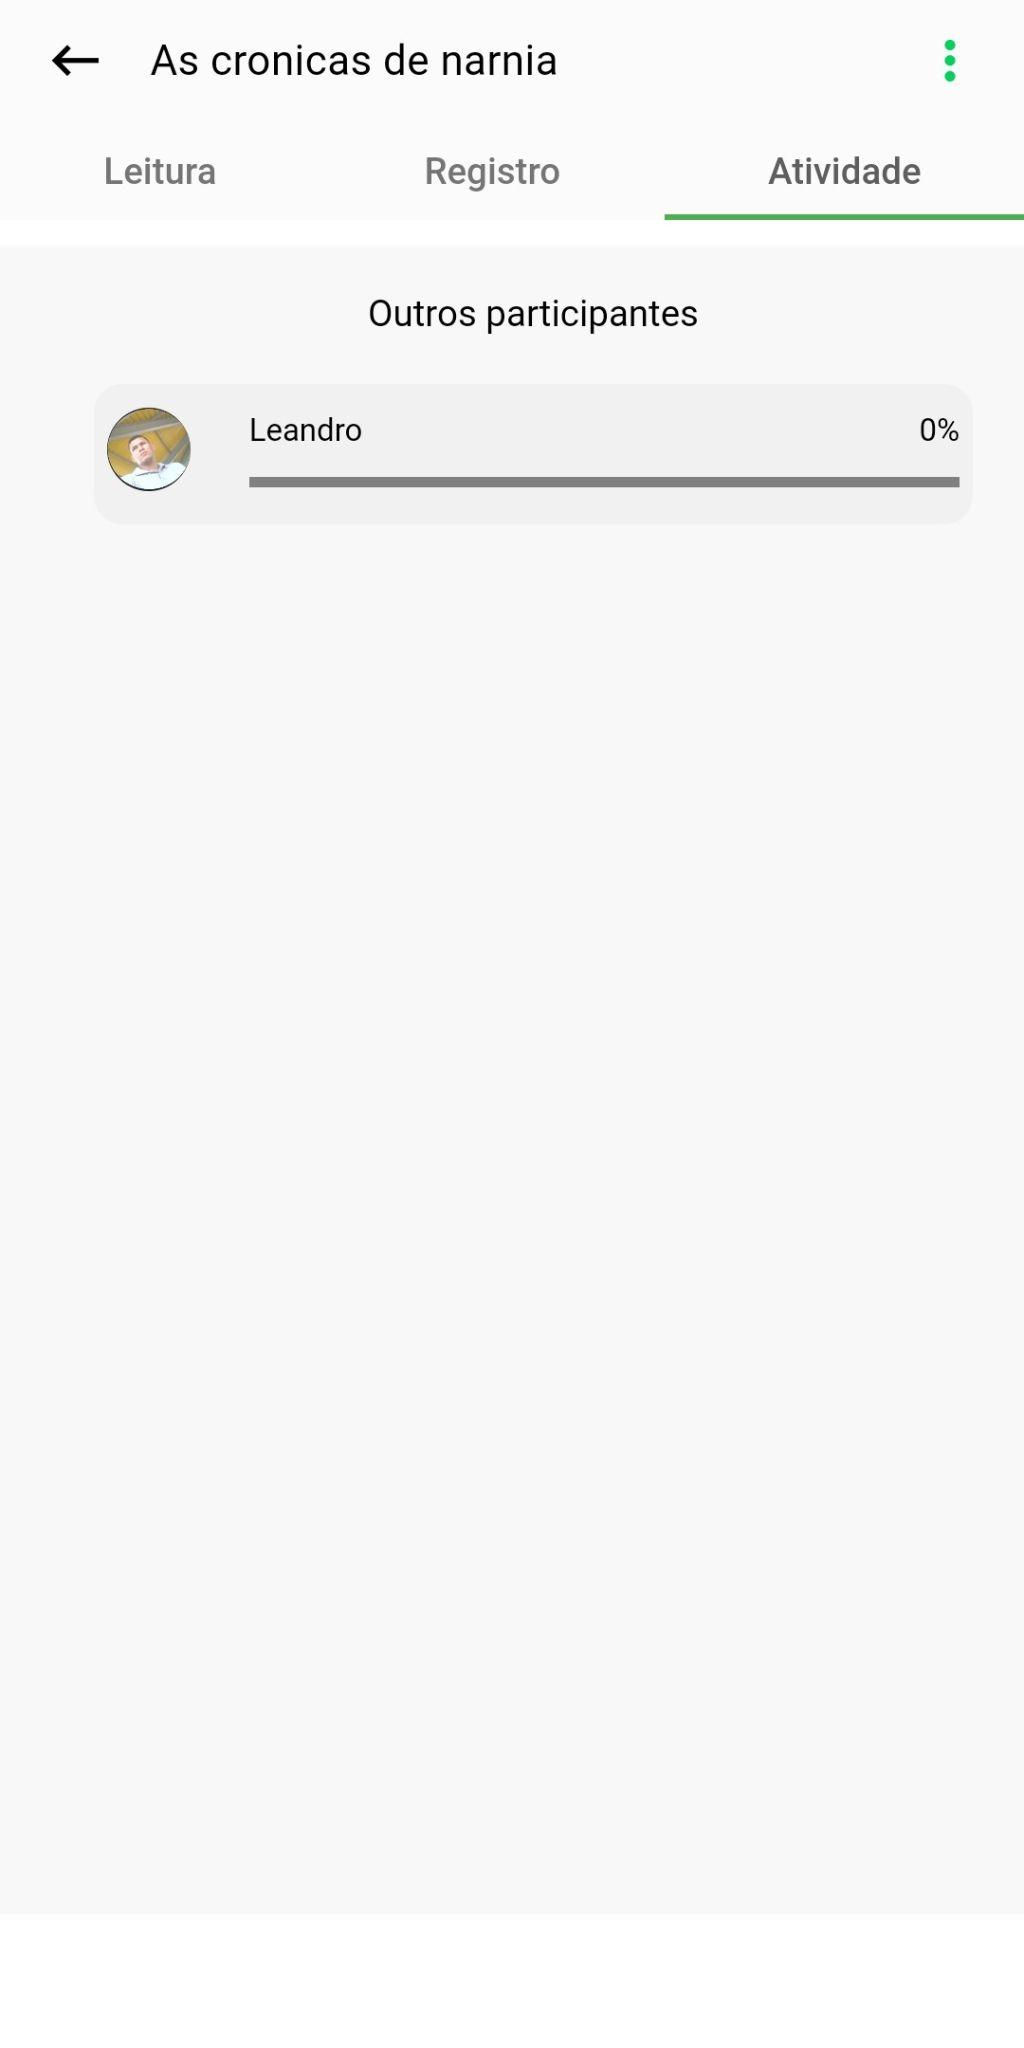 As cronicas de narnia
Leitura Registro Atividade
Outros participantes
Leandro 0%